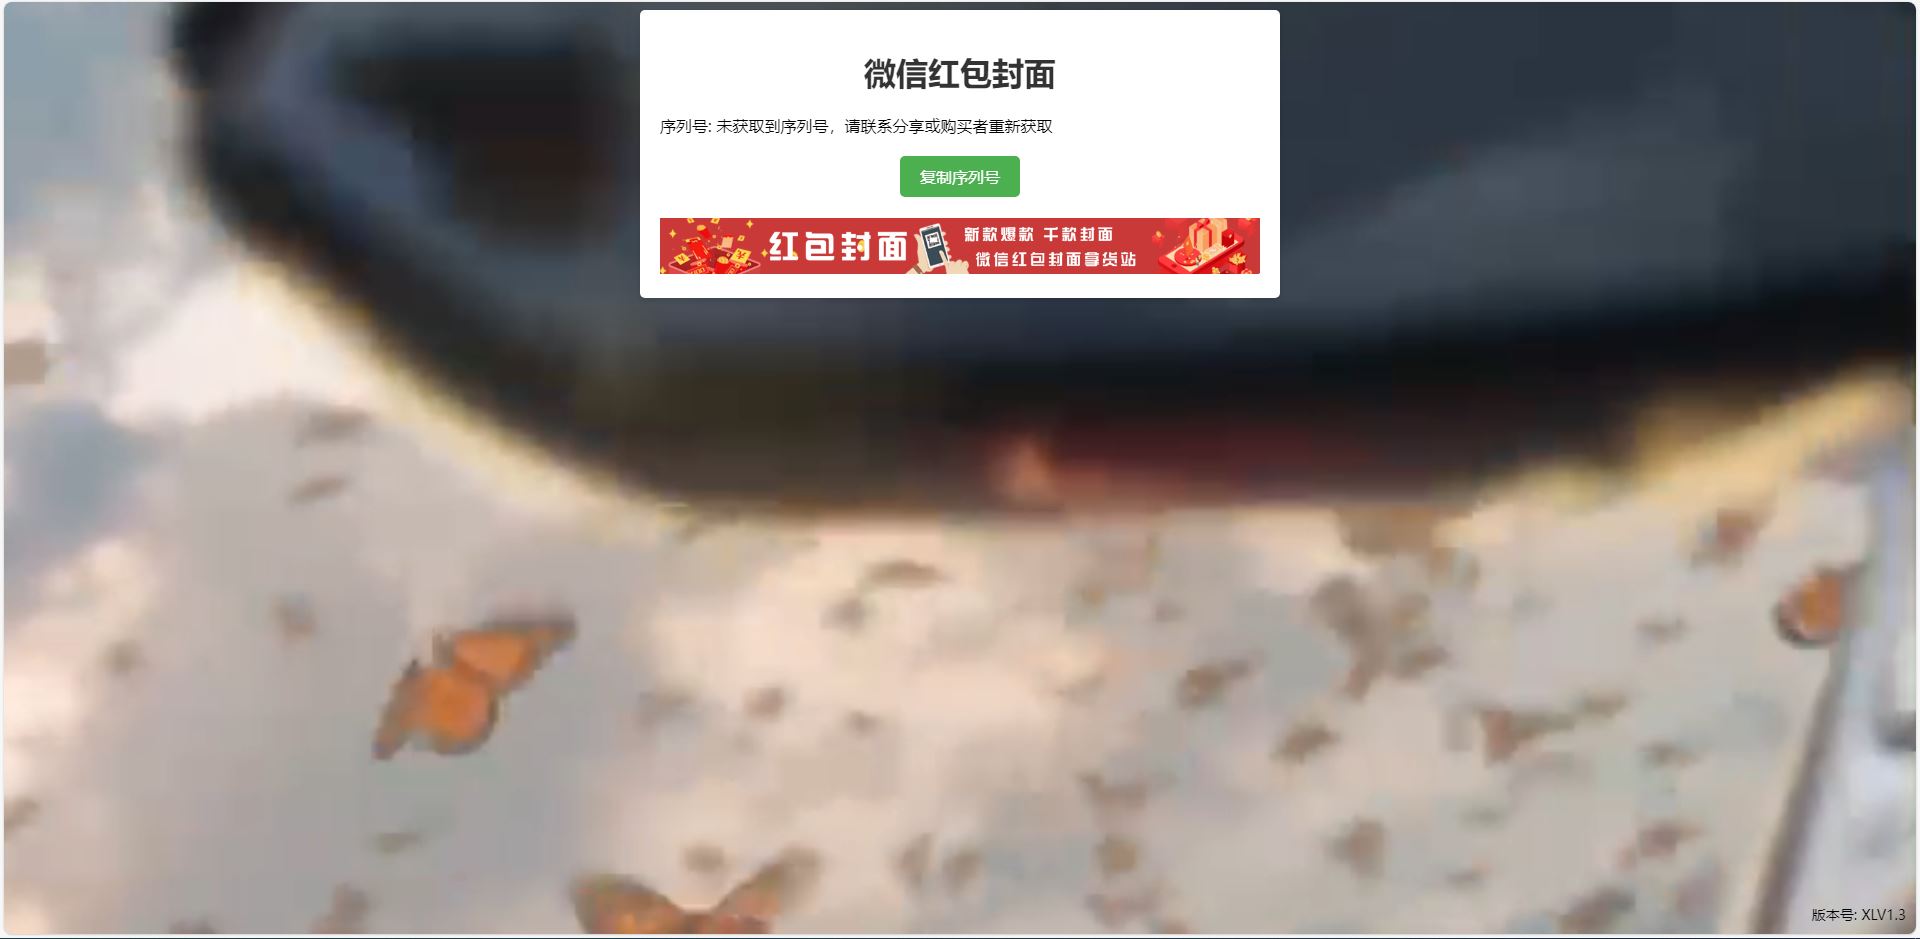 微信红包封面
序列号: 未获取到序列号，请联系分享或购买者重新获取
复制序列号
红包封面
新款爆款 千款封面
微信红包封面拿货站
版本号: XLV1.3